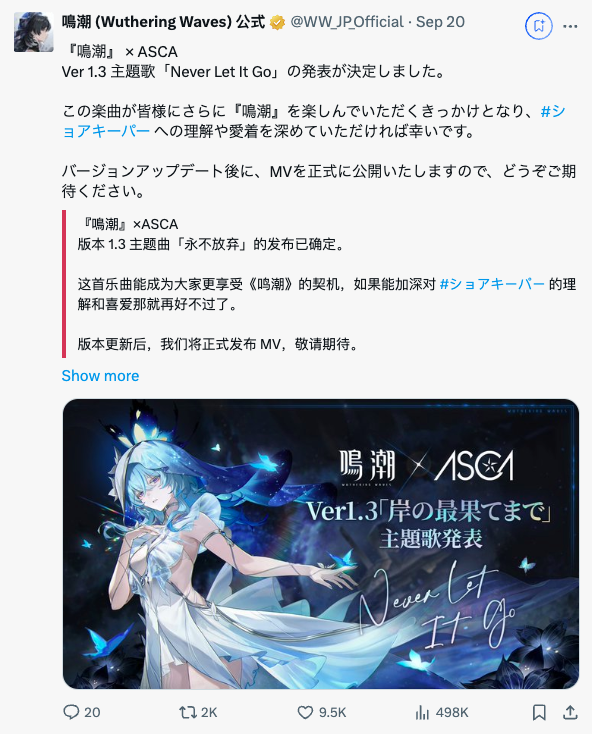 鳴潮 (Wuthering Waves) 公式 @WW_JP_Official · Sep 20
『鳴潮』 × ASCA
Ver 1.3 主題歌「Never Let It Go」の発表が決定しました。
この楽曲が皆様にさらに『鳴潮』を楽しんでいただくきっかけとなり、#シ
ョアキーパー への理解や愛着を深めていただければ幸いです。
バージョンアップデート後に、MVを正式に公開いたしますので、どうぞご期
待ください。
『鳴潮』×ASCA
版本 1.3 主题曲「永不放弃」的发布已确定。
这首乐曲能成为大家更享受《鸣潮》的契机，如果能加深对 #ショアキーパー 的理
解和喜爱那就再好不过了。
版本更新后，我们将正式发布 MV，敬请期待。
Show more
WUTHERING WAVES
鳴潮 × ASCA
WUTHERING WAVES
Ver1.3「岸の最果てまで」
主題歌発表
Never Let
It Go
20 2K 9.5K 498K